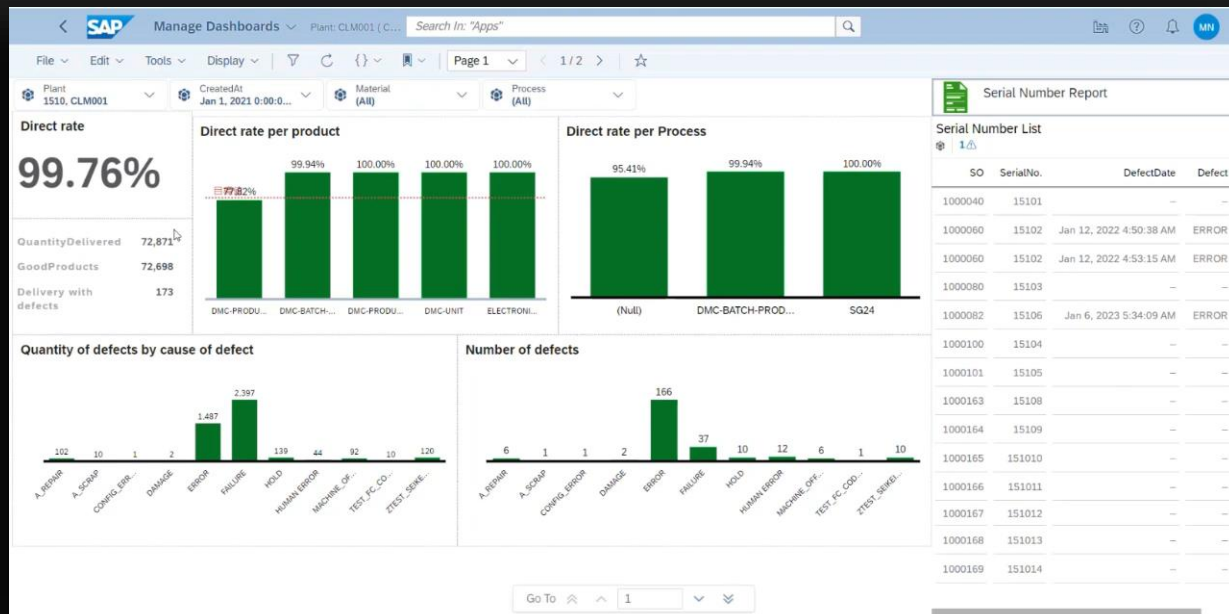 SAP Manage Dashboards Plant: CLM001 ( C... Search In: "Apps" MN
File Edit Tools Display {} Page 1 1/2
Plant
1510, CLM001
CreatedAt
Jan 1, 2021 0:00:0...
Material
(All)
Process
(All)
Direct rate
99.76%
QuantityDelivered 72,871
GoodProducts 72,698
Delivery with defects 173
Direct rate per product
77.82% 99.94% 100.00% 100.00% 100.00%
DMC-PRODU... DMC-BATCH-... DMC-PRODU... DMC-UNIT ELECTRONI...
Direct rate per Process
95.41% 99.94% 100.00%
(Null) DMC-BATCH-PROD... SG24
Quantity of defects by cause of defect
102 10 1 2 1,487 2,397 139 44 92 10 120
A_REPAIR A_SCRAP CONFIG_ERR... DAMAGE ERROR FAILURE HOLD HUMAN ERROR MACHINE_OF... TEST_FC_CO... ZTEST_SEIKE...
Number of defects
6 1 1 2 166 37 10 12 6 1 10
A_REPAIR A_SCRAP CONFIG_ERROR DAMAGE ERROR FAILURE HOLD HUMAN ERROR MACHINE_OFF... TEST_FC_COD... ZTEST_SEIKEI...
Serial Number Report
Serial Number List
1
SO SerialNo. DefectDate Defect
1000040 15101 – –
1000060 15102 Jan 12, 2022 4:50:38 AM ERROR
1000060 15102 Jan 12, 2022 4:53:15 AM ERROR
1000080 15103 – –
1000082 15106 Jan 6, 2023 5:34:09 AM ERROR
1000100 15104 – –
1000101 15105 – –
1000163 15108 – –
1000164 15109 – –
1000165 151010 – –
1000166 151011 – –
1000167 151012 – –
1000168 151013 – –
1000169 151014 – –
Go To 1